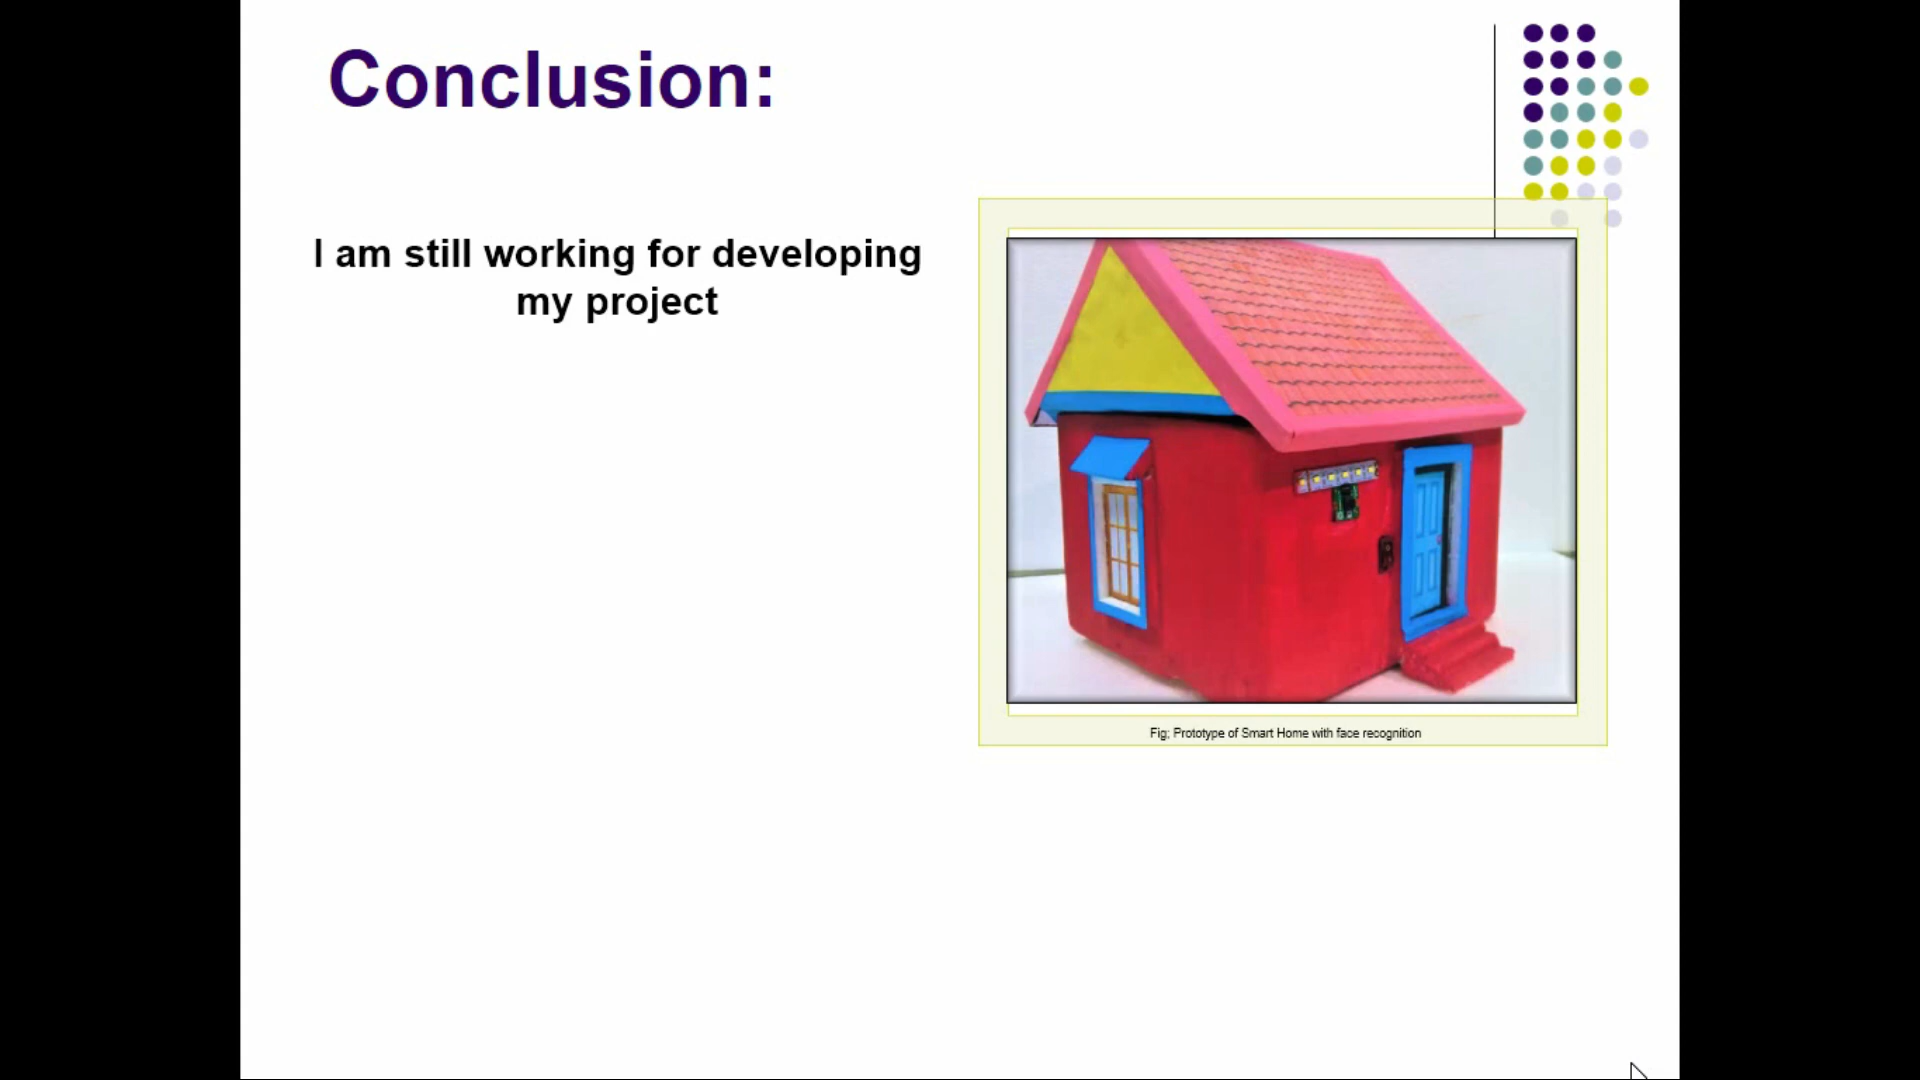 Conclusion:
I am still working for developing
my project
Fig; Prototype of Smart Home with face recognition